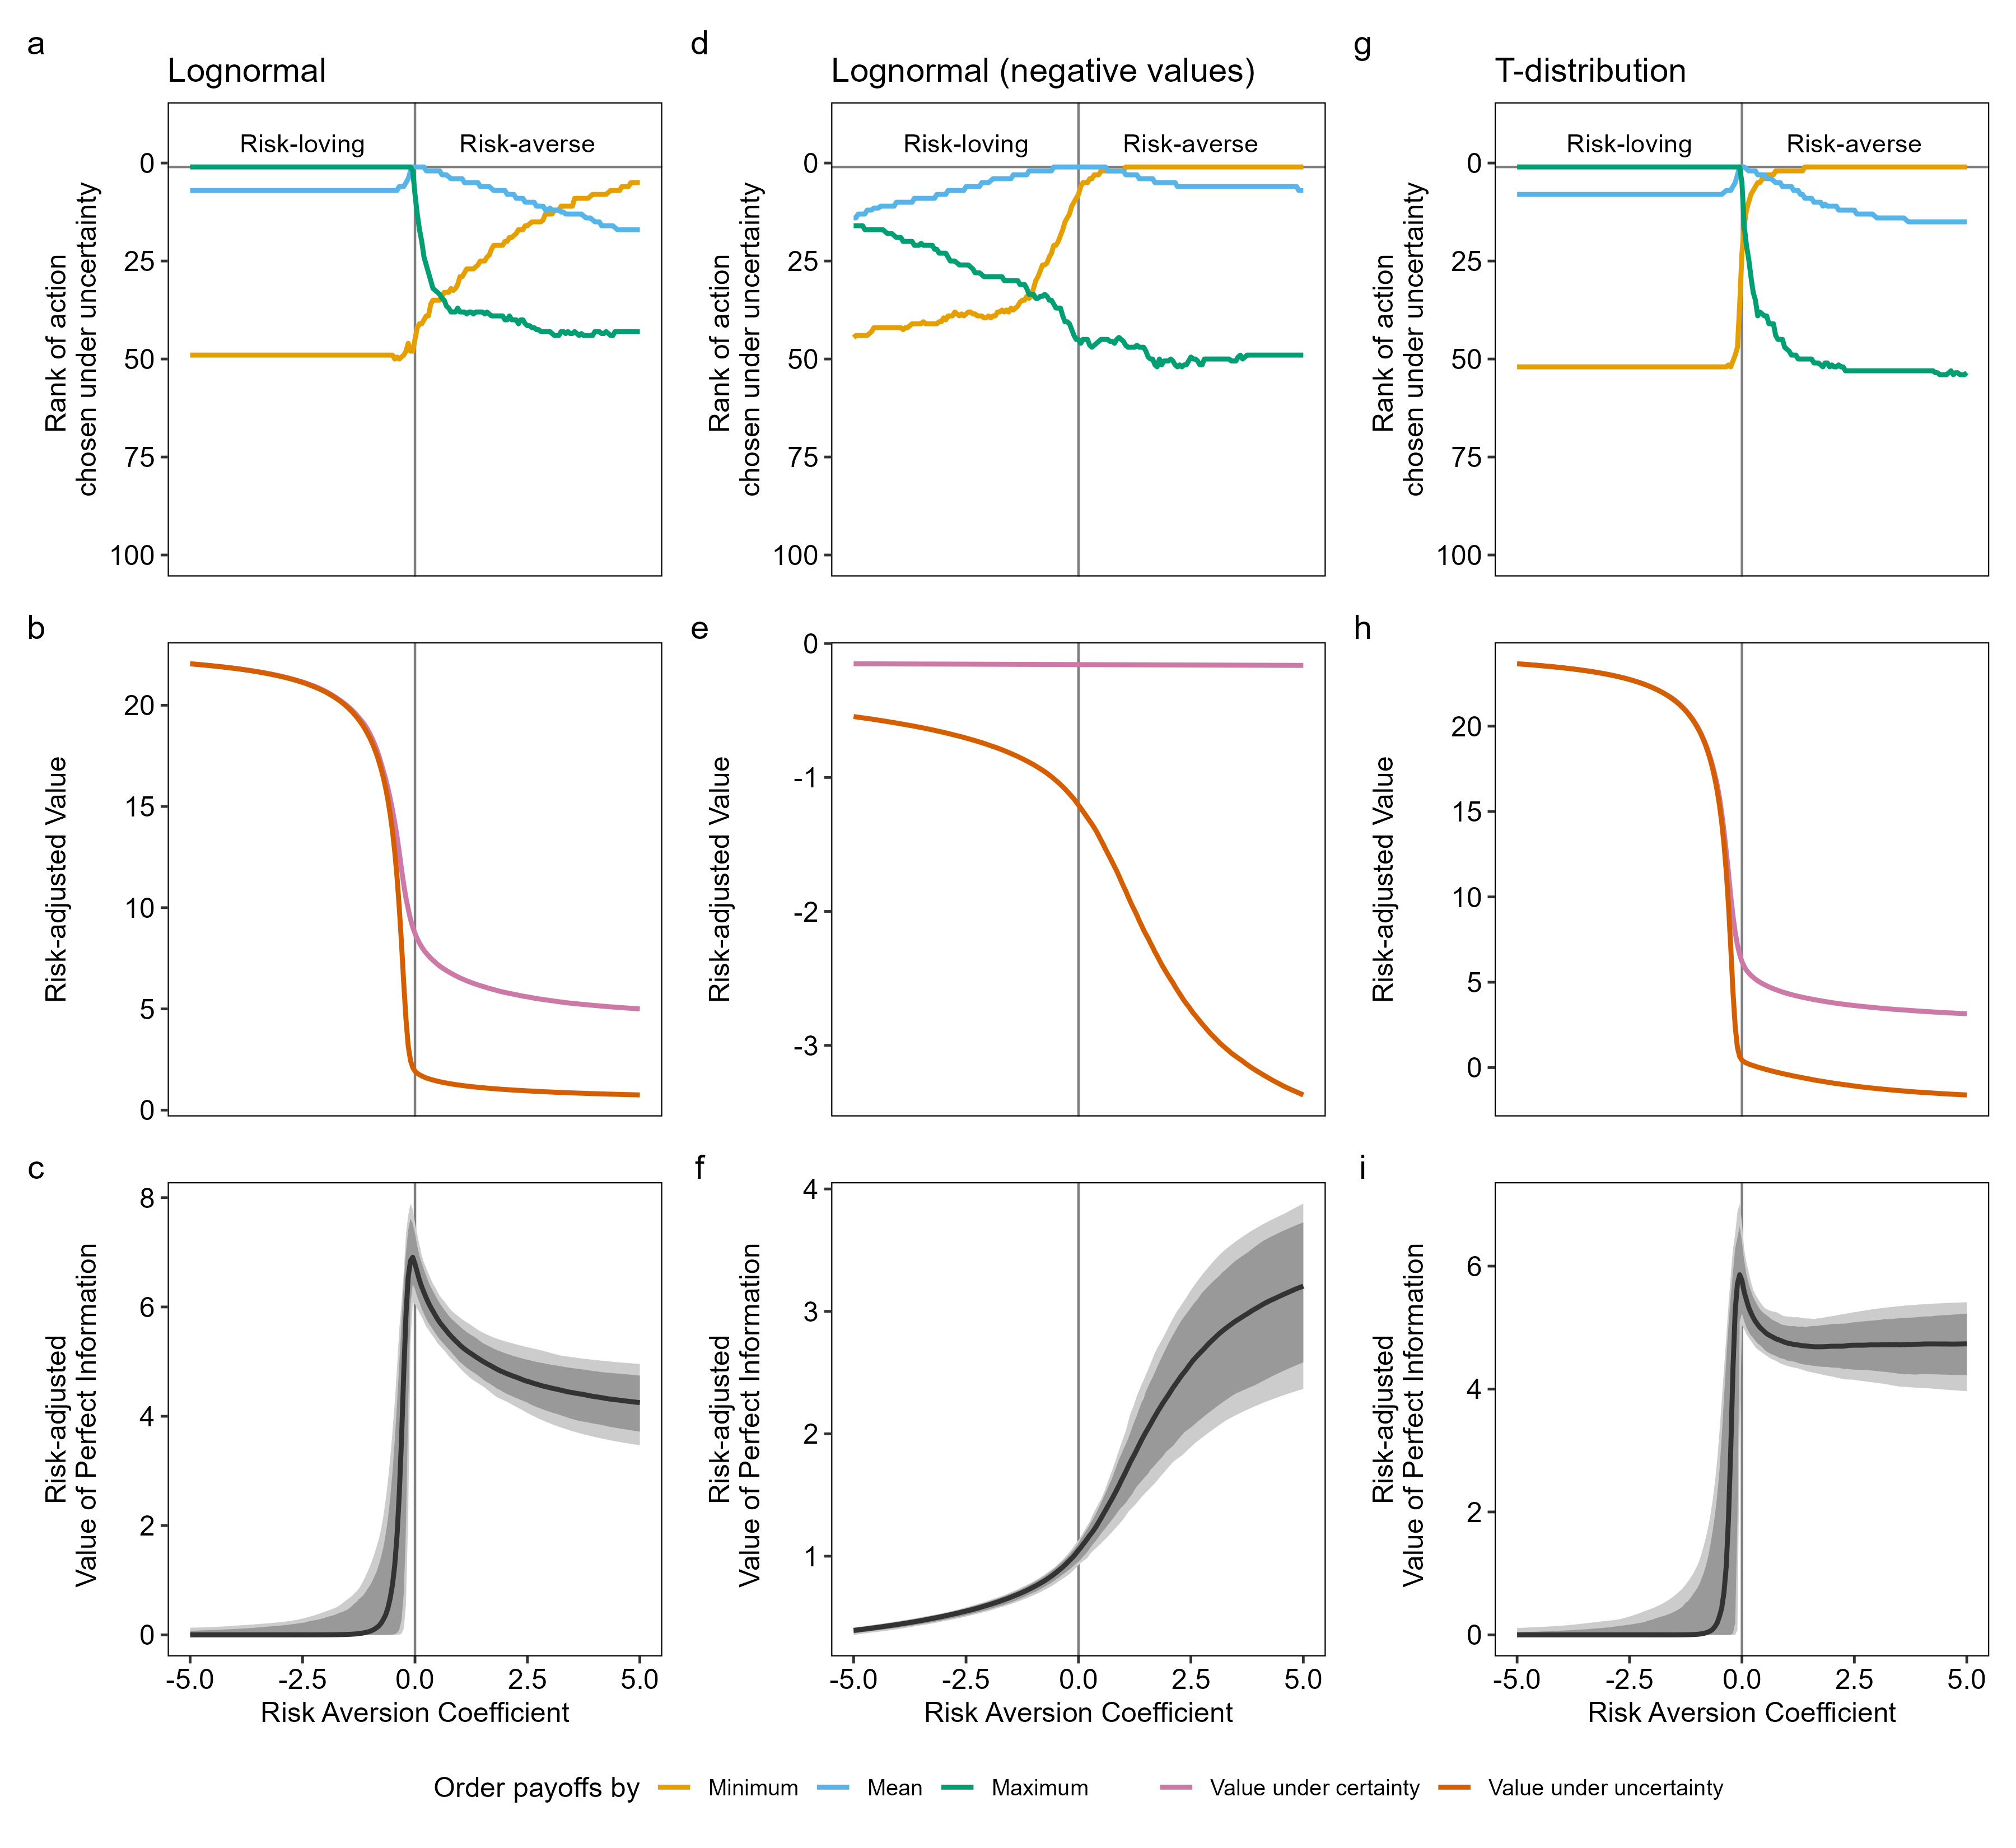 a
Lognormal
Risk-loving
Risk-averse
0
25
50
75
100
Rank of action
chosen under uncertainty
d
Lognormal (negative values)
Risk-loving
Risk-averse
0
25
50
75
100
Rank of action
chosen under uncertainty
g
T-distribution
Risk-loving
Risk-averse
0
25
50
75
100
Rank of action
chosen under uncertainty
b
20
15
10
5
0
Risk-adjusted Value
e
0
-1
-2
-3
Risk-adjusted Value
h
20
15
10
5
0
Risk-adjusted Value
c
8
6
4
2
0
Risk-adjusted
Value of Perfect Information
-5.0 -2.5 0.0 2.5 5.0
Risk Aversion Coefficient
f
4
3
2
1
Risk-adjusted
Value of Perfect Information
-5.0 -2.5 0.0 2.5 5.0
Risk Aversion Coefficient
i
6
4
2
0
Risk-adjusted
Value of Perfect Information
-5.0 -2.5 0.0 2.5 5.0
Risk Aversion Coefficient
Order payoffs by Minimum Mean Maximum Value under certainty Value under uncertainty